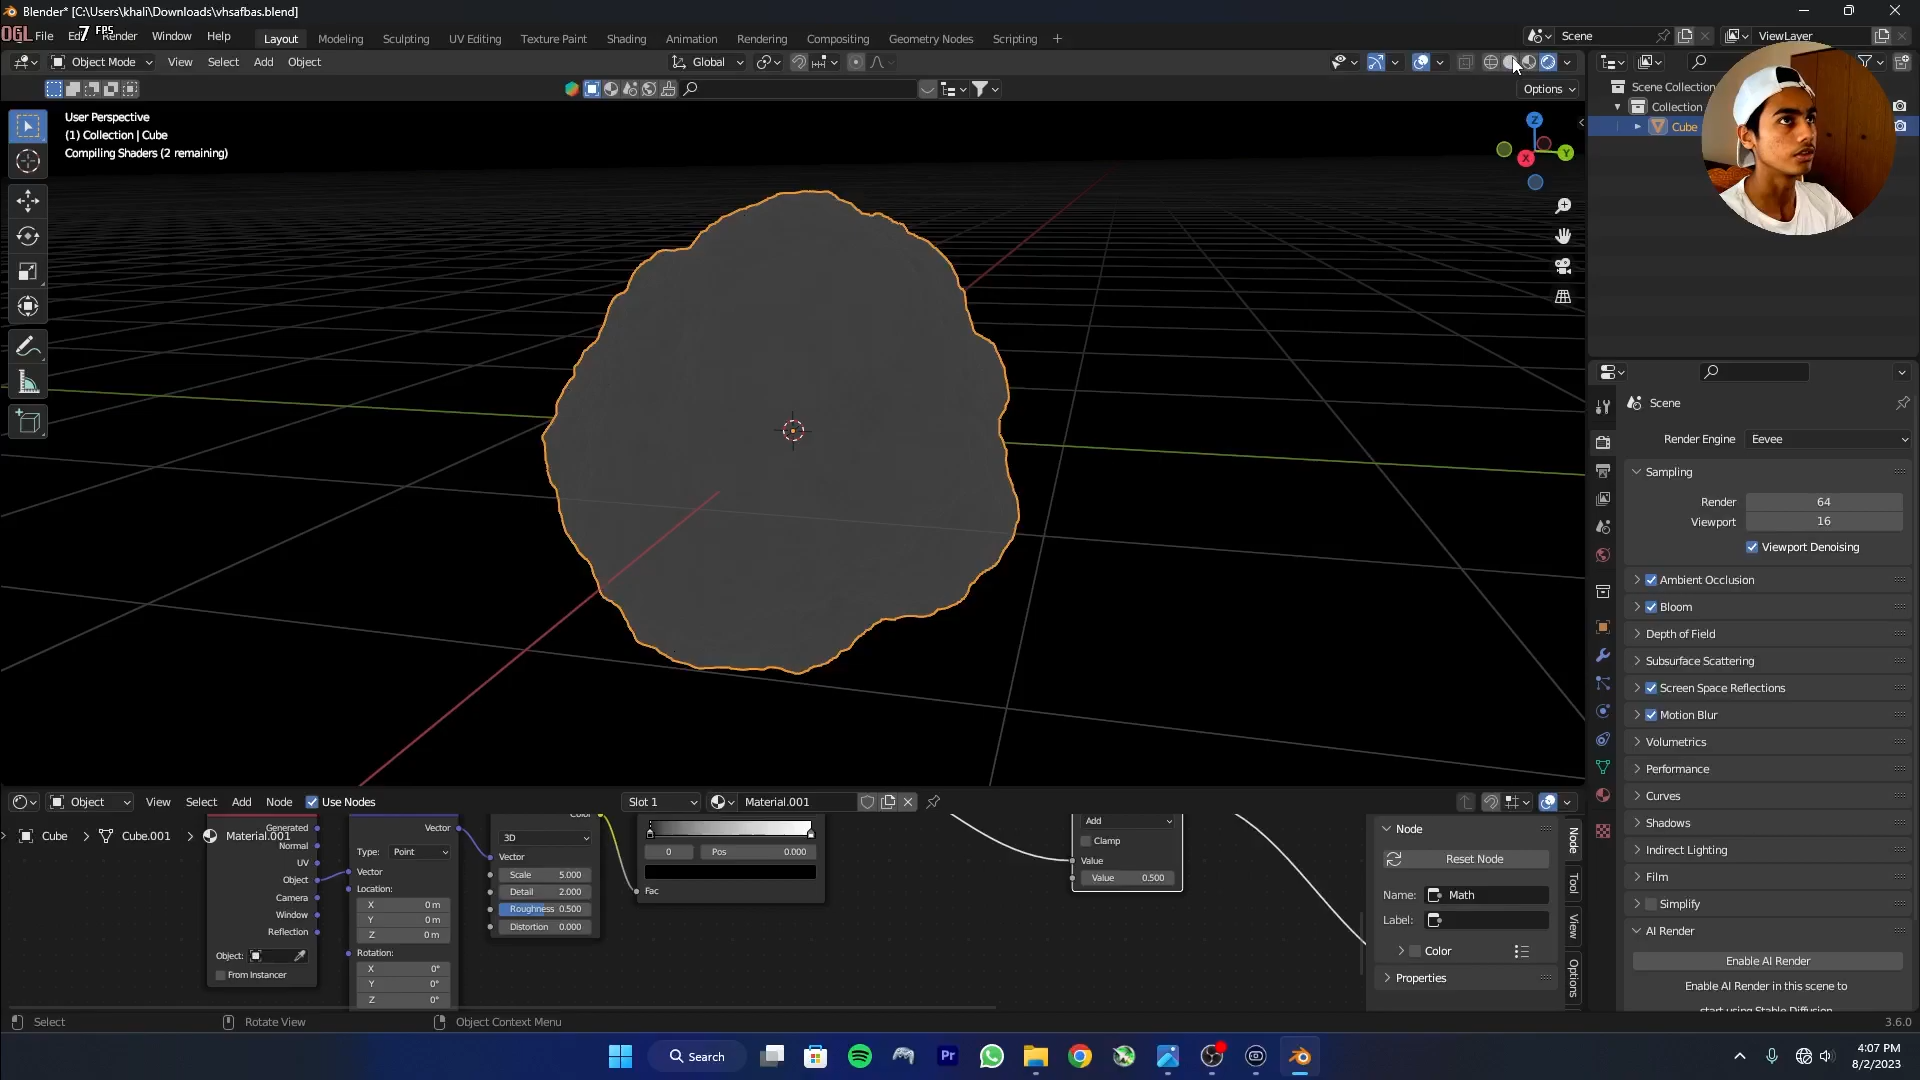 Blender* [C:\Users\khali\Downloads\vhsafbas.blend]
OGL 7 FPS
File Edit Render Window Help
Layout Modeling Sculpting UV Editing Texture Paint Shading Animation Rendering Compositing Geometry Nodes Scripting
Scene ViewLayer
Object Mode View Select Add Object Global
Options
User Perspective
(1) Collection | Cube
Compiling Shaders (2 remaining)
Z
Y
X
Scene Collection
Collection
Cube
Scene
Render Engine Eevee
Sampling
Render 64
Viewport 16
Viewport Denoising
Ambient Occlusion
Bloom
Depth of Field
Subsurface Scattering
Screen Space Reflections
Motion Blur
Volumetrics
Performance
Curves
Shadows
Indirect Lighting
Film
Simplify
AI Render
Enable AI Render
Enable AI Render in this scene to
start using Stable Diffusion
Object View Select Add Node Use Nodes Slot 1 Material.001
Cube Cube.001 Material.001
Generated
Normal
UV
Object
Camera
Window
Reflection
Object:
From Instancer
Vector
Type: Point
Vector
Location:
X 0 m
Y 0 m
Z 0 m
Rotation:
X 0°
Y 0°
Z 0°
Color
3D
Vector
Scale 5.000
Detail 2.000
Roughness 0.500
Distortion 0.000
0 Pos 0.000
Fac
Add
Clamp
Value
Value 0.500
Node
Reset Node
Name: Math
Label:
Color
Properties
Node
Tool
View
Options
Select Rotate View Object Context Menu 3.6.0
Search
Pr
4:07 PM
8/2/2023